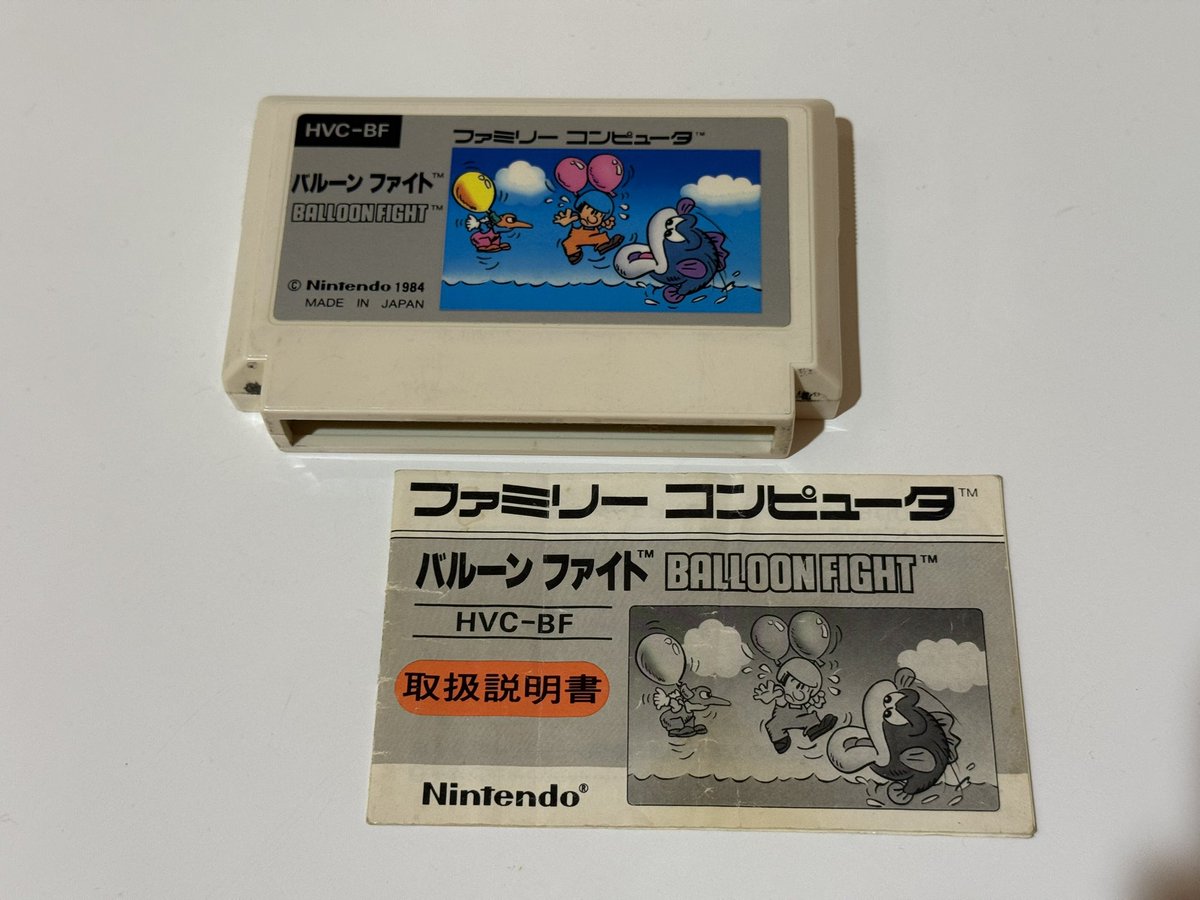 HVC-BF
ファミリー コンピュータ™
バルーン ファイト™
BALLOON FIGHT™
© Nintendo 1984
MADE IN JAPAN
ファミリー コンピュータ™
バルーン ファイト™ BALLOON FIGHT™
HVC-BF
取扱説明書
Nintendo®